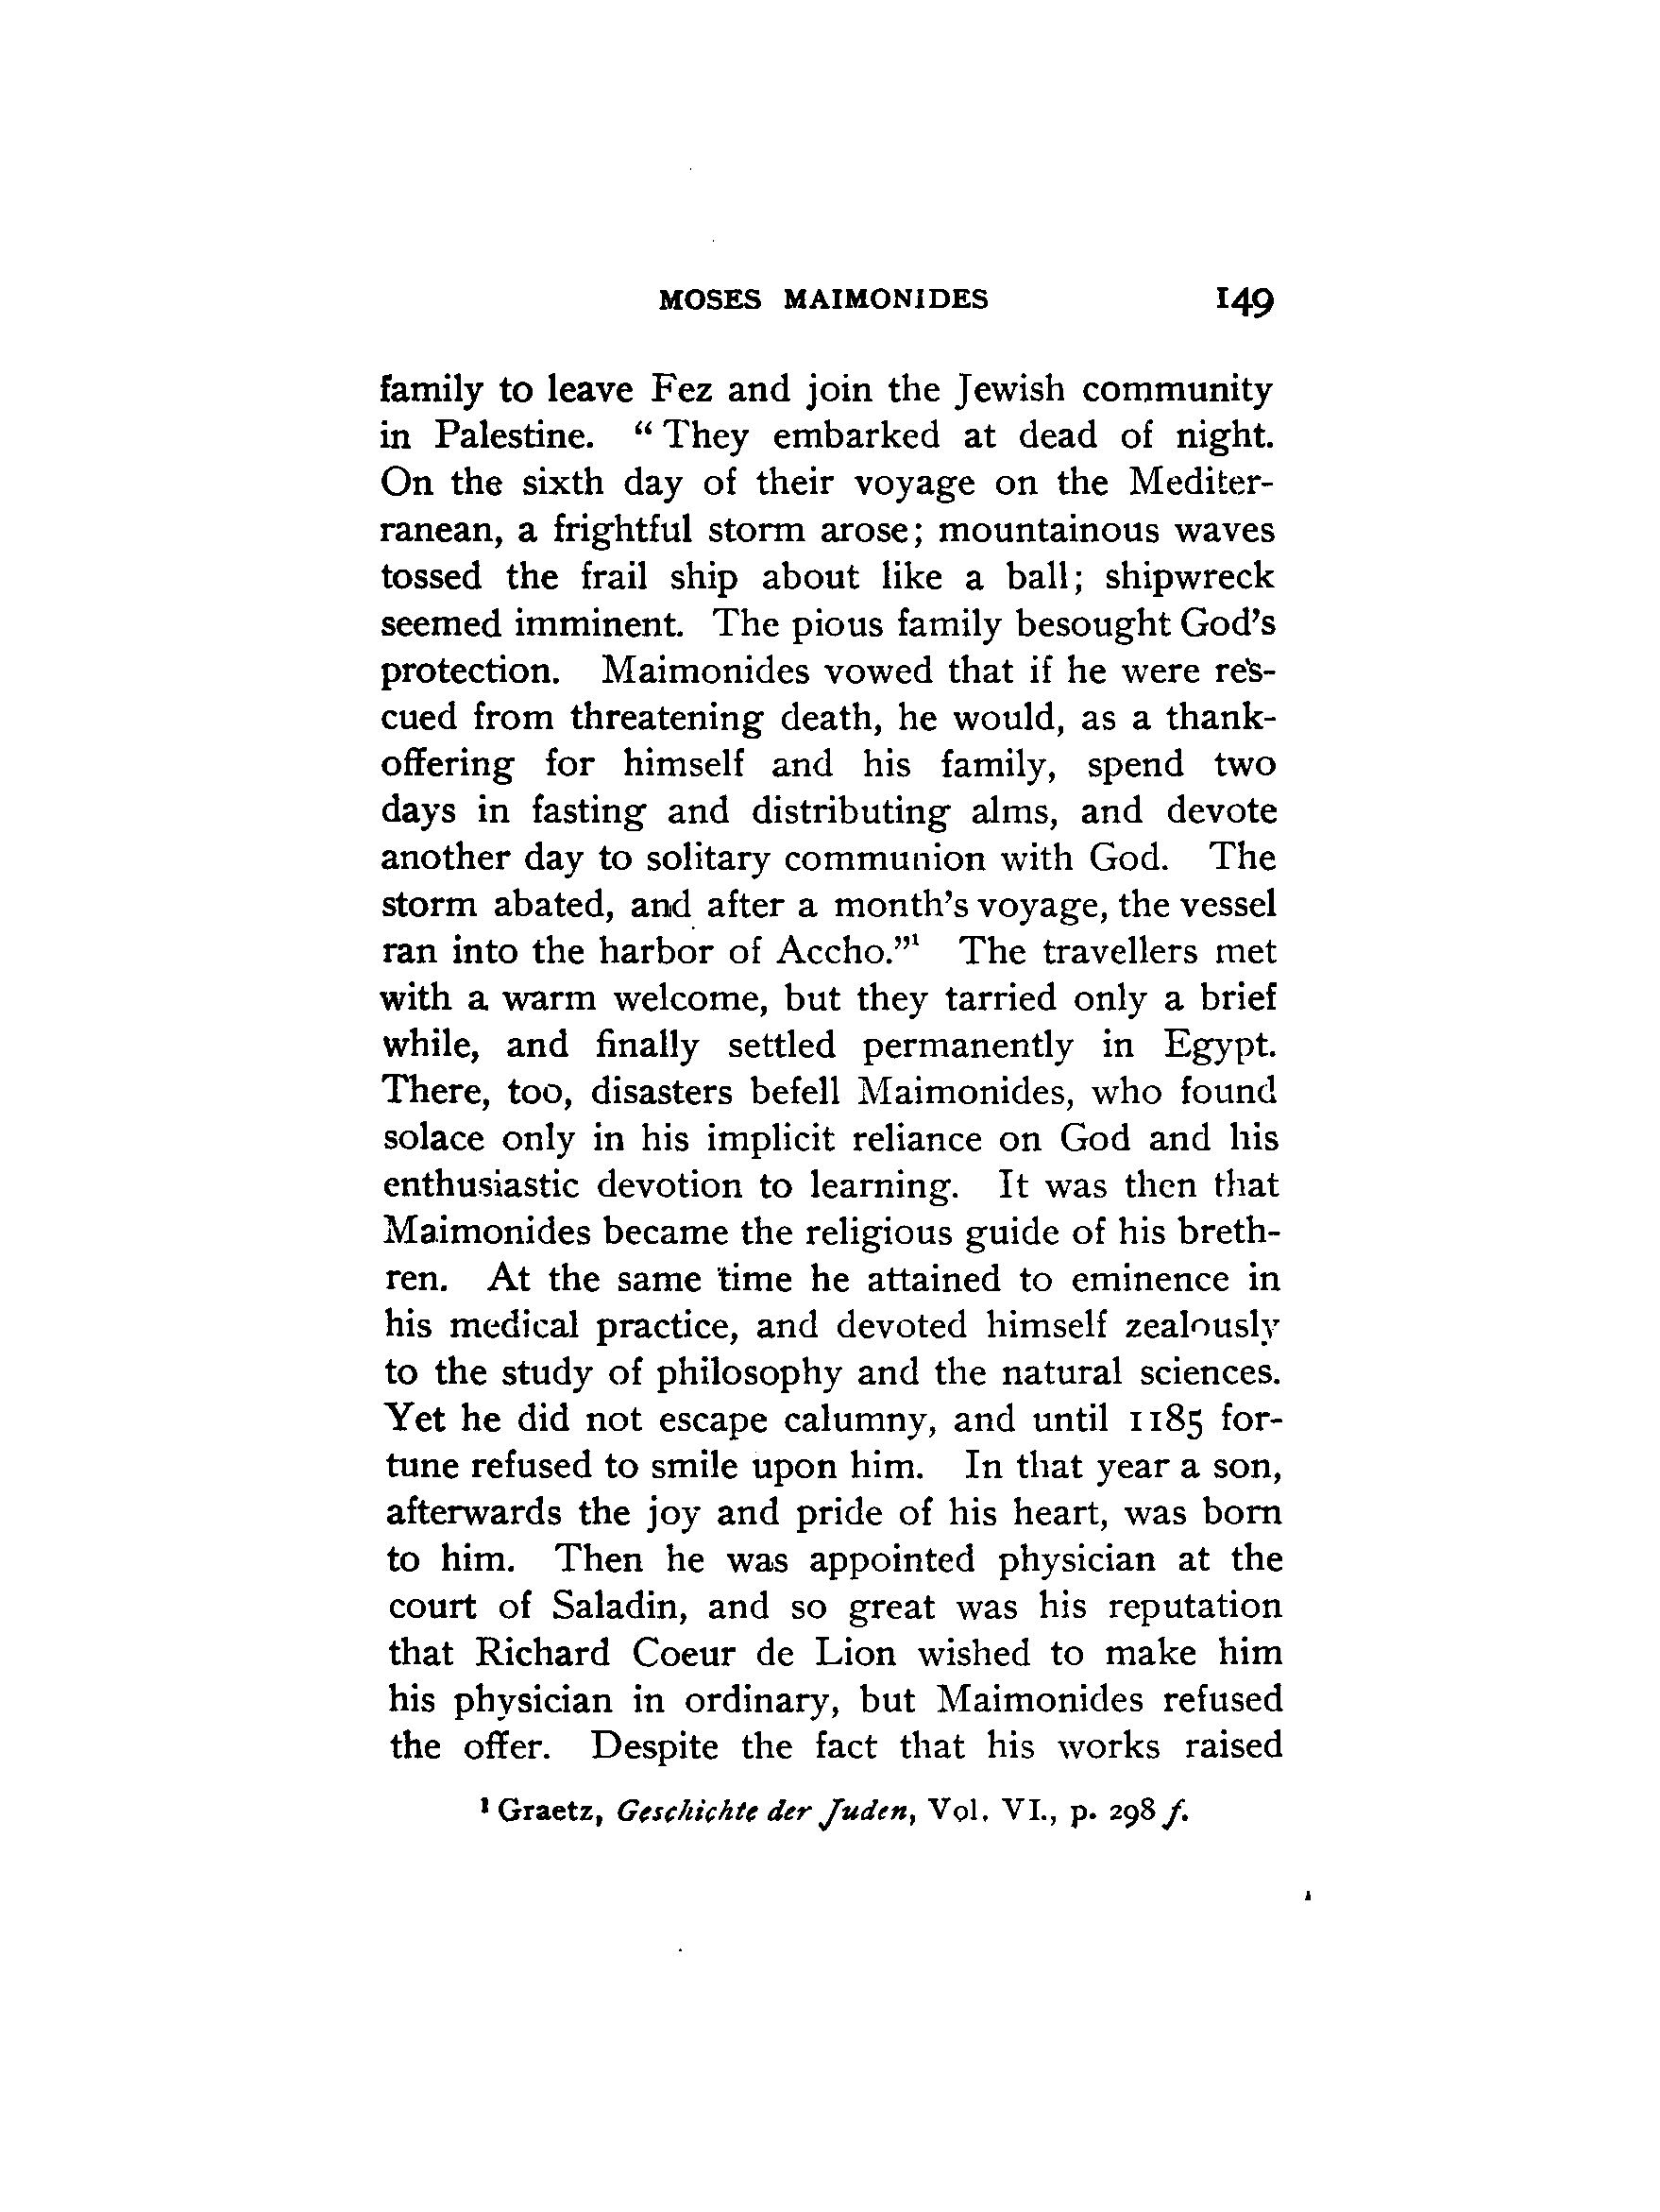 MOSES MAIMONIDES 149
family to leave Fez and join the Jewish community
in Palestine. “They embarked at dead of night.
On the sixth day of their voyage on the Mediter-
ranean, a frightful storm arose; mountainous waves
tossed the frail ship about like a ball; shipwreck
seemed imminent. The pious family besought God’s
protection. Maimonides vowed that if he were res-
cued from threatening death, he would, as a thank-
offering for himself and his family, spend two
days in fasting and distributing alms, and devote
another day to solitary communion with God. The
storm abated, and after a month’s voyage, the vessel
ran into the harbor of Accho.”¹ The travellers met
with a warm welcome, but they tarried only a brief
while, and finally settled permanently in Egypt.
There, too, disasters befell Maimonides, who found
solace only in his implicit reliance on God and his
enthusiastic devotion to learning. It was then that
Maimonides became the religious guide of his breth-
ren. At the same time he attained to eminence in
his medical practice, and devoted himself zealously
to the study of philosophy and the natural sciences.
Yet he did not escape calumny, and until 1185 for-
tune refused to smile upon him. In that year a son,
afterwards the joy and pride of his heart, was born
to him. Then he was appointed physician at the
court of Saladin, and so great was his reputation
that Richard Coeur de Lion wished to make him
his physician in ordinary, but Maimonides refused
the offer. Despite the fact that his works raised
¹ Graetz, Geschichte der Juden, Vol. VI., p. 298 f.